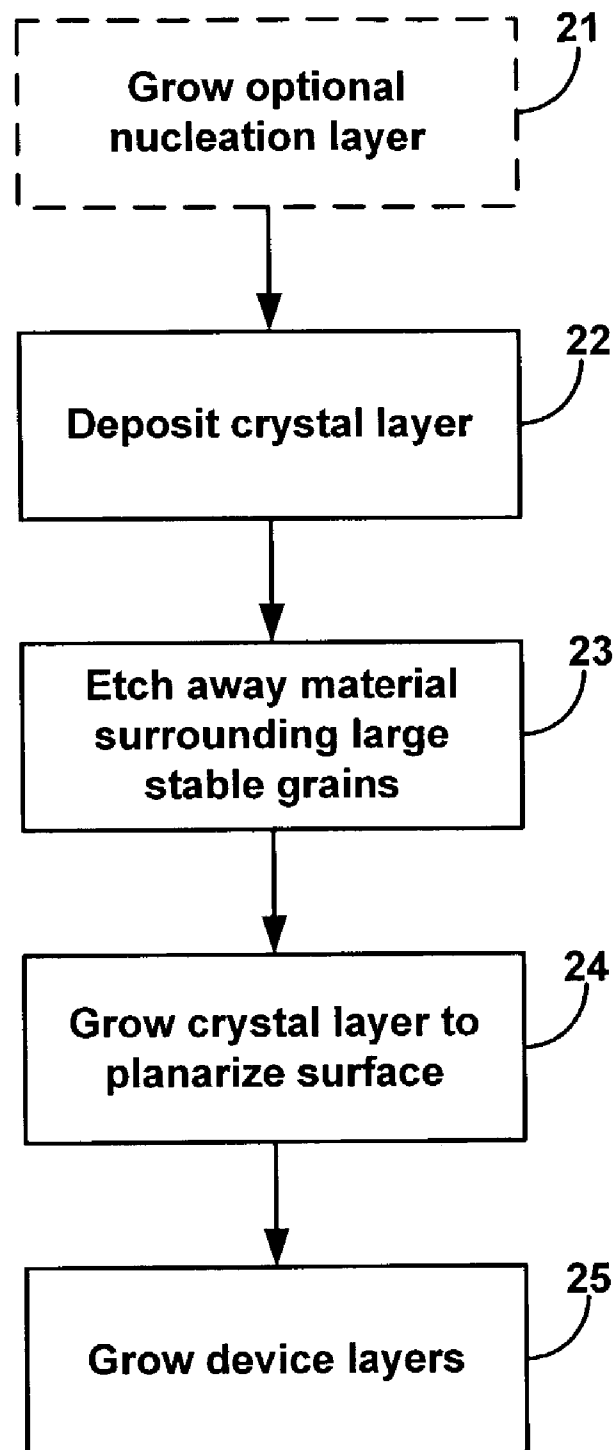 21
Grow optional
nucleation layer
22
Deposit crystal layer
23
Etch away material
surrounding large
stable grains
24
Grow crystal layer to
planarize surface
25
Grow device layers